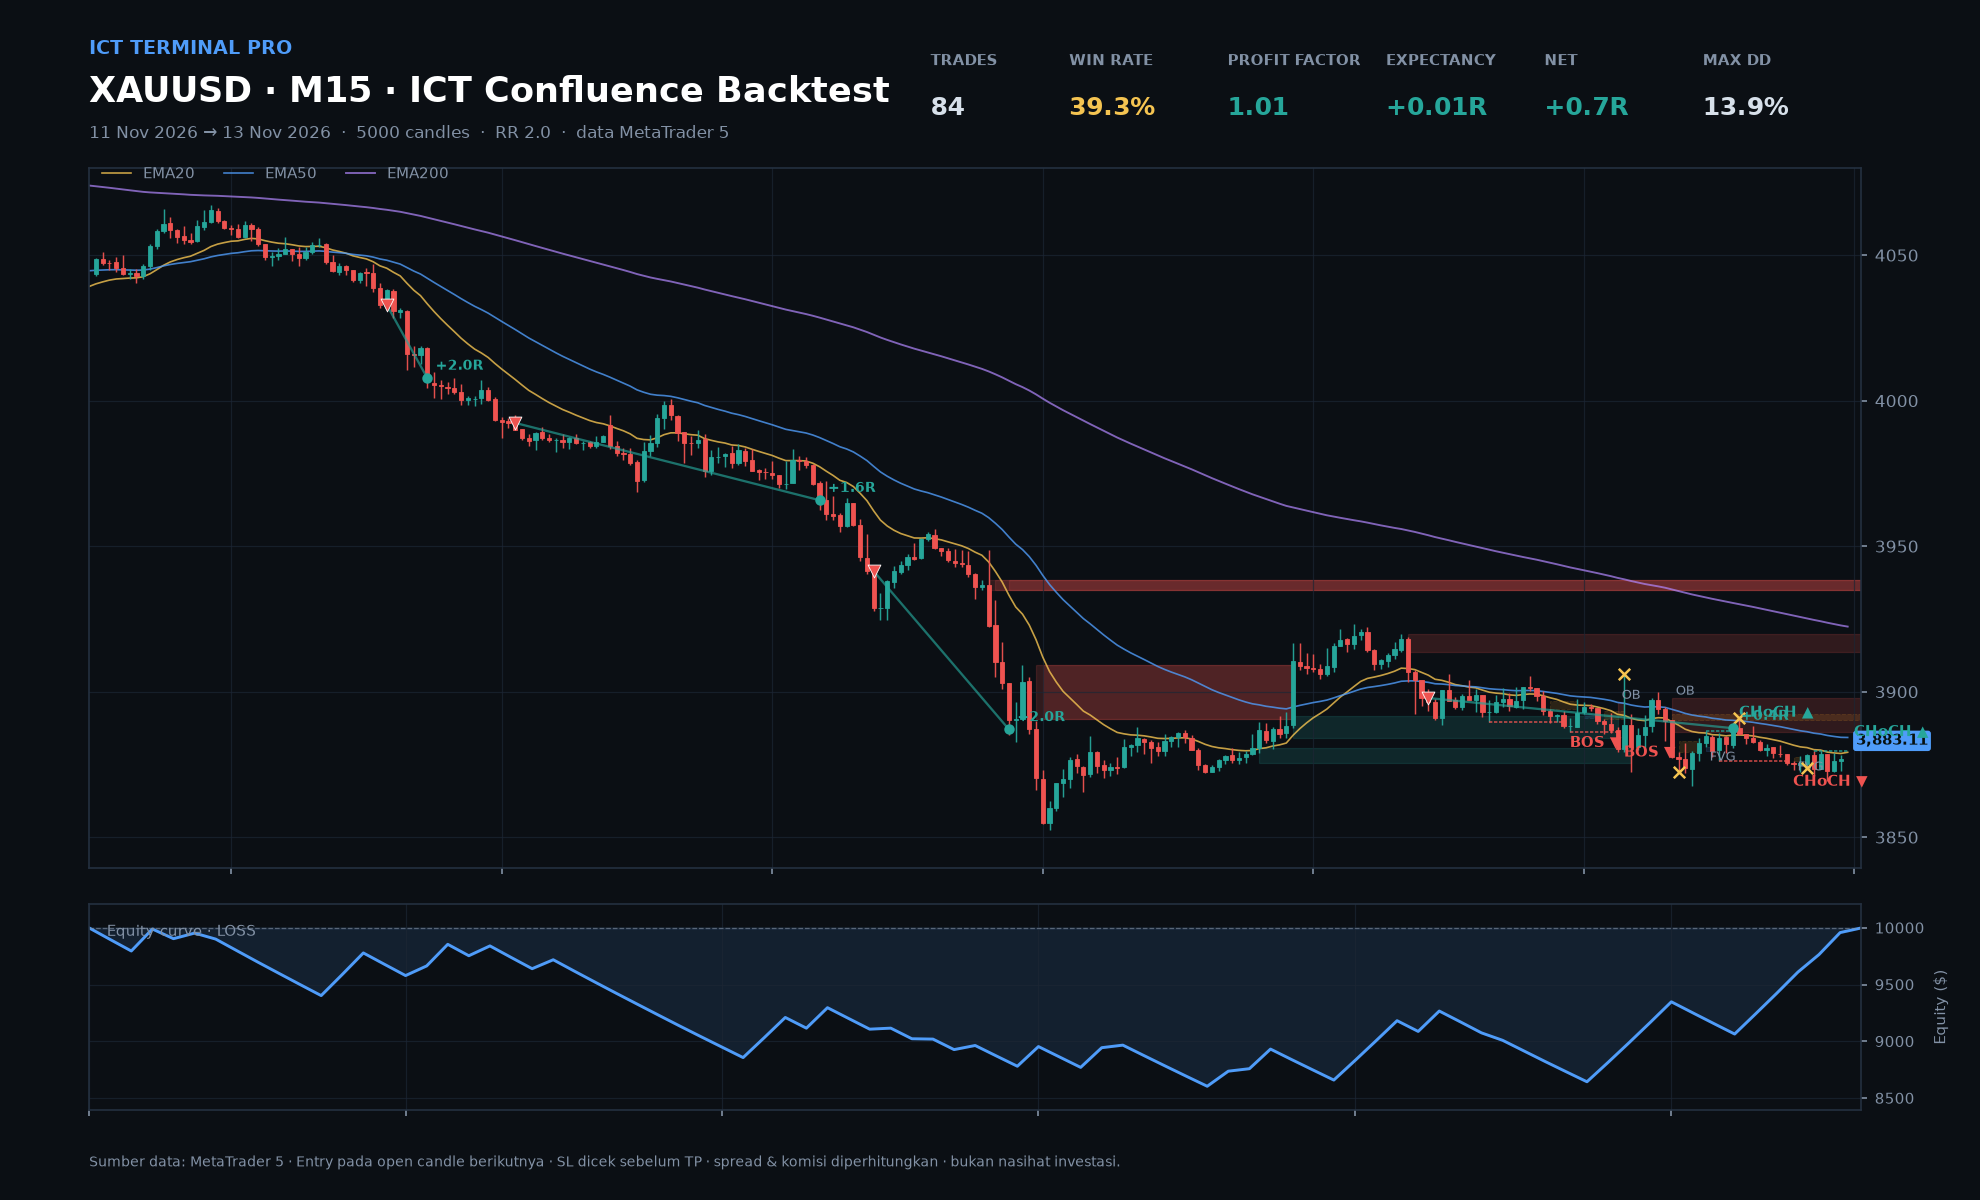 ICT TERMINAL PRO
XAUUSD · M15 · ICT Confluence Backtest
11 Nov 2026 → 13 Nov 2026 · 5000 candles · RR 2.0 · data MetaTrader 5
TRADES WIN RATE PROFIT FACTOR EXPECTANCY NET MAX DD
84 39.3% 1.01 +0.01R +0.7R 13.9%
EMA20 EMA50 EMA200
4050
4000
3950
3900
3850
+2.0R
+1.6R
+2.0R
OB
OB
CHoCH ▲
+0.4R
CHoCH ▲
3,883.11
BOS ▼
BOS ▼
FVG
CHoCH ▼
Equity curve · LOSS
10000
9500
9000
8500
Equity ($)
Sumber data: MetaTrader 5 · Entry pada open candle berikutnya · SL dicek sebelum TP · spread & komisi diperhitungkan · bukan nasihat investasi.